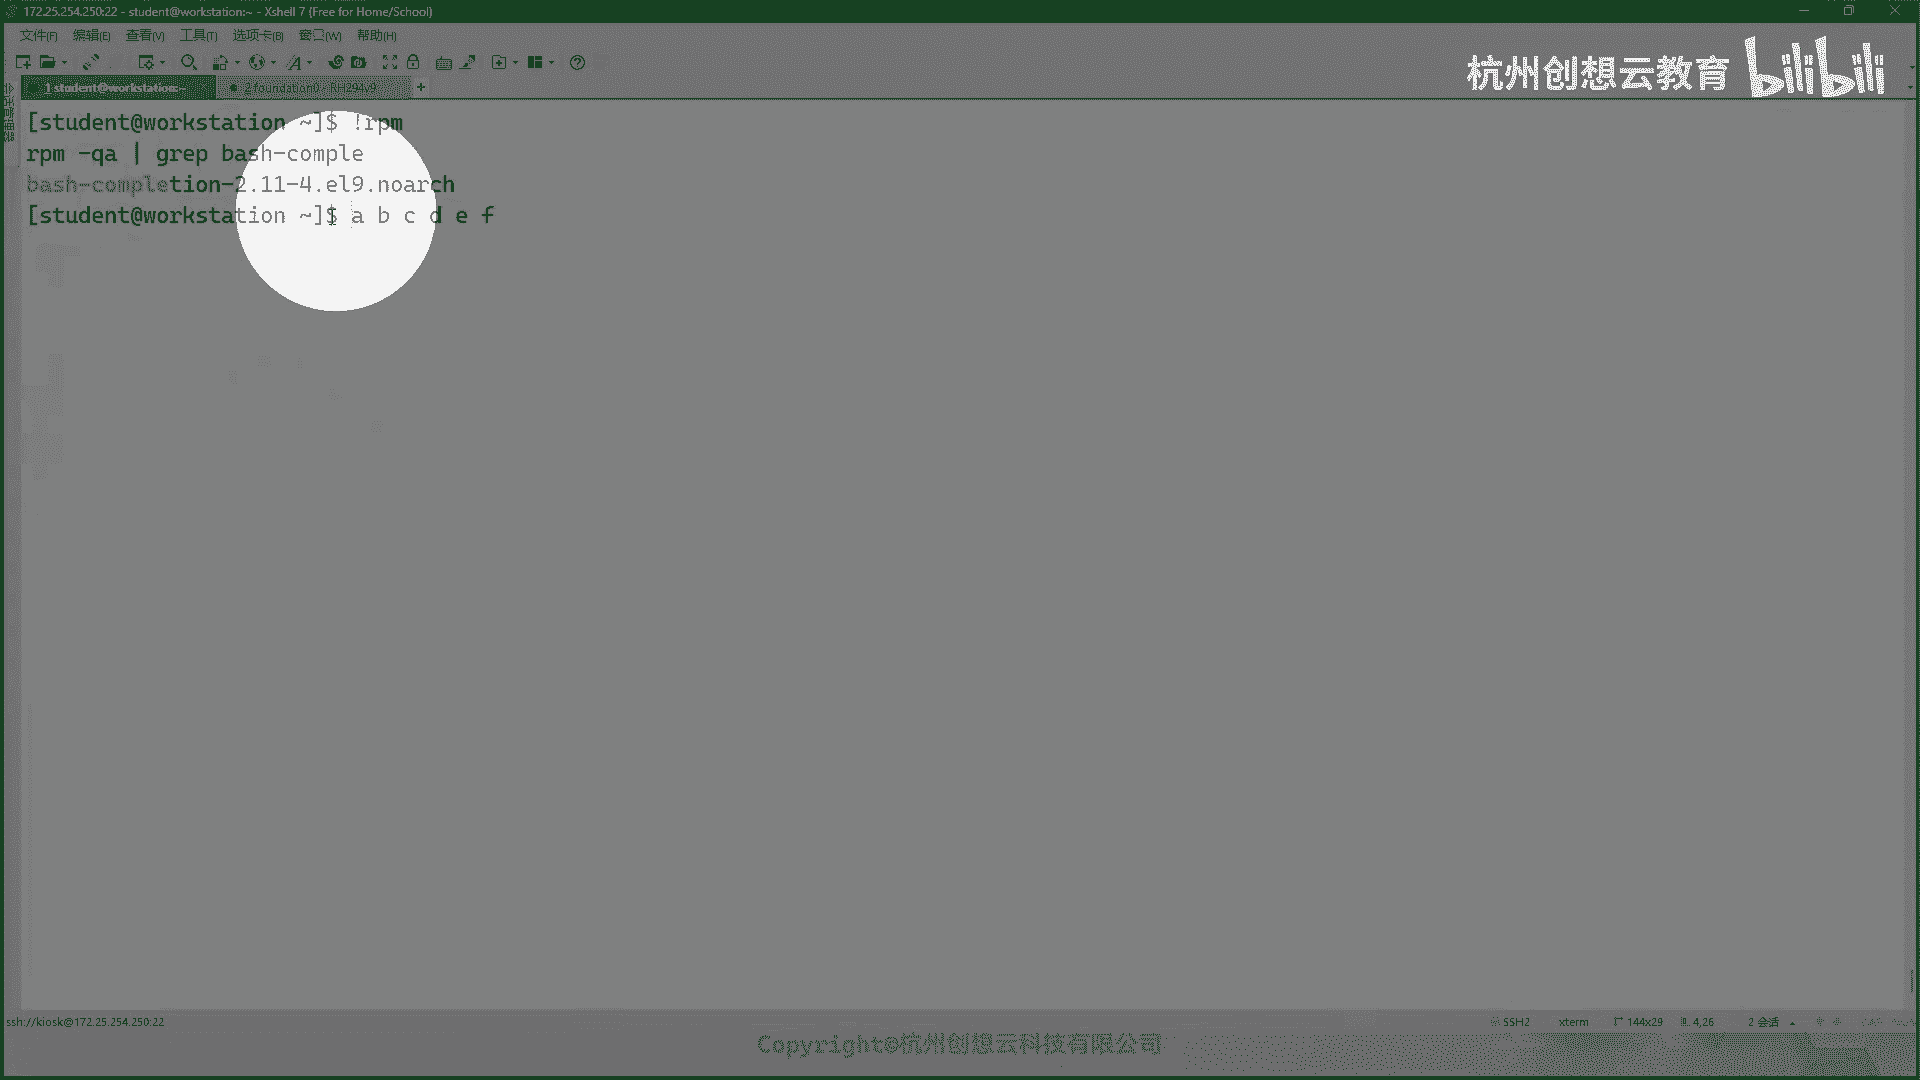 172.25.254.250:22 - student@workstation:~ - Xshell 7 (Free for Home/School)
文件(F) 编辑(E) 查看(V) 工具(T) 选项卡(B) 窗口(W) 帮助(H)
杭州创想云教育 bilibili
1 student@workstation:~ 2 foundation0 - RH294v9 +
[student@workstation ~]$ !rpm
rpm -qa | grep bash-comple
bash-completion-2.11-4.el9.noarch
[student@workstation ~]$ a b c d e f
ssh://kiosk@172.25.254.250:22 SSH2 xterm 144x29 4,26 2 会话
Copyright©杭州创想云科技有限公司